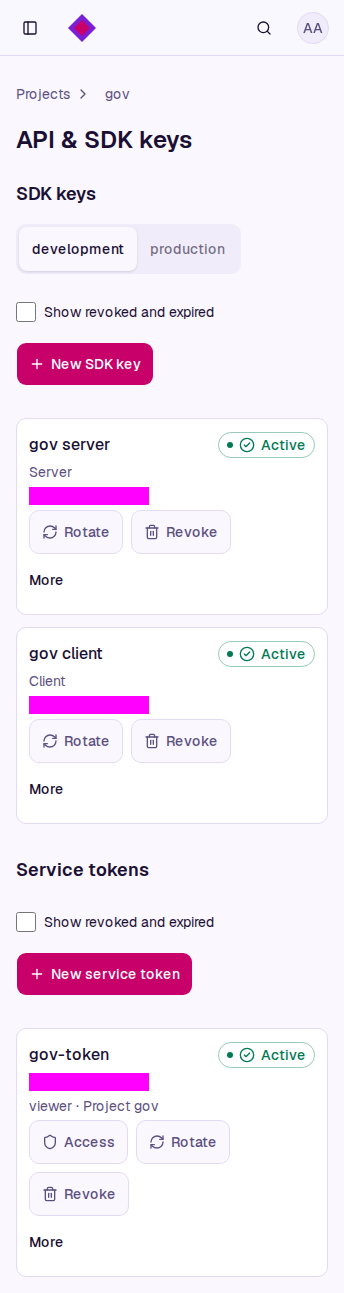 AA
Projects > gov
API & SDK keys
SDK keys
development production
Show revoked and expired
+ New SDK key
gov server Active
Server
Rotate Revoke
More
gov client Active
Client
Rotate Revoke
More
Service tokens
Show revoked and expired
+ New service token
gov-token Active
viewer · Project gov
Access Rotate
Revoke
More